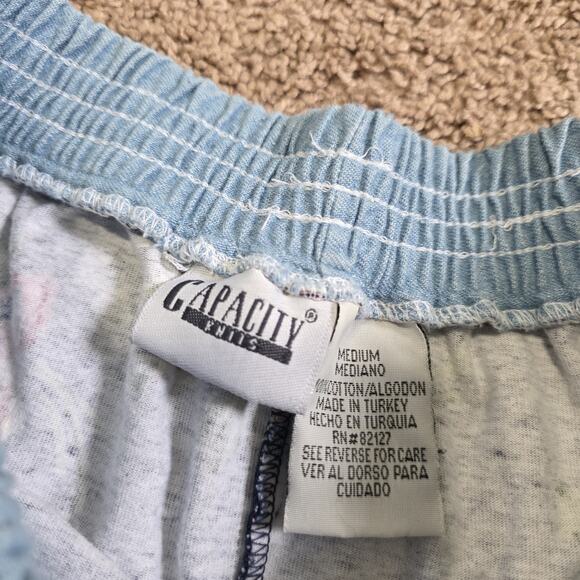 CAPACITY®
KNITS
MEDIUM
MEDIANO
COTTON/ALGODON
MADE IN TURKEY
HECHO EN TURQUIA
RN#82127
SEE REVERSE FOR CARE
VER AL DORSO PARA
CUIDADO